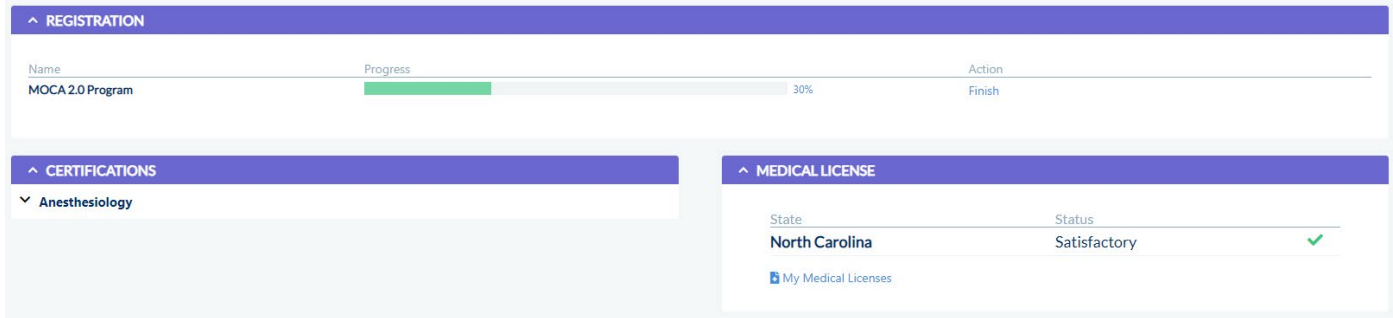 REGISTRATION
Name Progress Action
MOCA 2.0 Program 30% Finish
CERTIFICATIONS
Anesthesiology
MEDICAL LICENSE
State Status
North Carolina Satisfactory
My Medical Licenses